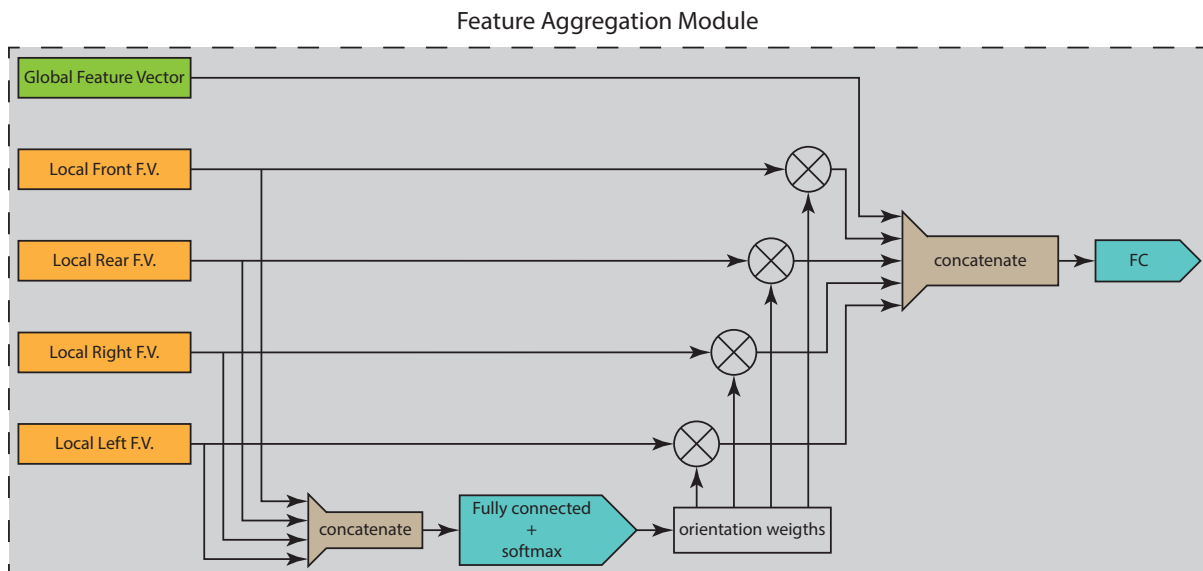 Feature Aggregation Module
Global Feature Vector
Local Front F.V.
Local Rear F.V.
concatenate
FC
Local Right F.V.
Local Left F.V.
concatenate
Fully connected
+
softmax
orientation weigths